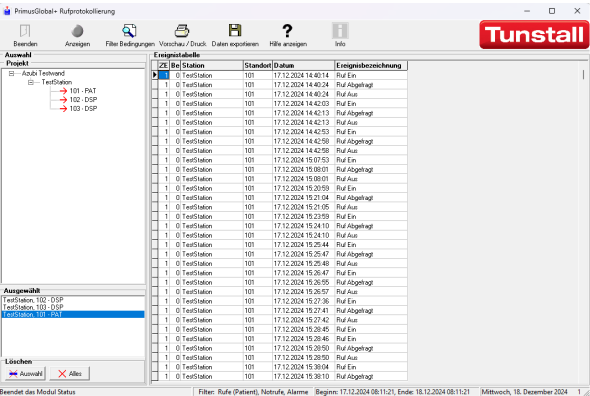 PrimusGlobal+ Rufprotokollierung
Beenden Anzeigen Filter Bedingungen Vorschau / Druck Daten exportieren Hilfe anzeigen Info
Tunstall
Auswahl
Projekt
Azubi Testwand
TestStation
101 - PAT
102 - DSP
103 - DSP
Ausgewählt
TestStation, 102 - DSP
TestStation, 103 - DSP
TestStation, 101 - PAT
Löschen
Auswahl Alles
Ereignistabelle
ZE Be Station Standort Datum Ereignisbezeichnung
1 0 TestStation 101 17.12.2024 14:40:14 Ruf Ein
1 0 TestStation 101 17.12.2024 14:40:24 Ruf Abgefragt
1 0 TestStation 101 17.12.2024 14:40:24 Ruf Aus
1 0 TestStation 101 17.12.2024 14:42:03 Ruf Ein
1 0 TestStation 101 17.12.2024 14:42:13 Ruf Abgefragt
1 0 TestStation 101 17.12.2024 14:42:13 Ruf Aus
1 0 TestStation 101 17.12.2024 14:42:53 Ruf Ein
1 0 TestStation 101 17.12.2024 14:42:58 Ruf Abgefragt
1 0 TestStation 101 17.12.2024 14:42:58 Ruf Aus
1 0 TestStation 101 17.12.2024 15:07:53 Ruf Ein
1 0 TestStation 101 17.12.2024 15:08:01 Ruf Abgefragt
1 0 TestStation 101 17.12.2024 15:08:01 Ruf Aus
1 0 TestStation 101 17.12.2024 15:20:59 Ruf Ein
1 0 TestStation 101 17.12.2024 15:21:04 Ruf Abgefragt
1 0 TestStation 101 17.12.2024 15:21:05 Ruf Aus
1 0 TestStation 101 17.12.2024 15:23:59 Ruf Ein
1 0 TestStation 101 17.12.2024 15:24:10 Ruf Abgefragt
1 0 TestStation 101 17.12.2024 15:24:10 Ruf Aus
1 0 TestStation 101 17.12.2024 15:25:44 Ruf Ein
1 0 TestStation 101 17.12.2024 15:25:47 Ruf Abgefragt
1 0 TestStation 101 17.12.2024 15:25:48 Ruf Aus
1 0 TestStation 101 17.12.2024 15:26:47 Ruf Ein
1 0 TestStation 101 17.12.2024 15:26:55 Ruf Abgefragt
1 0 TestStation 101 17.12.2024 15:26:57 Ruf Aus
1 0 TestStation 101 17.12.2024 15:27:36 Ruf Ein
1 0 TestStation 101 17.12.2024 15:27:41 Ruf Abgefragt
1 0 TestStation 101 17.12.2024 15:27:42 Ruf Aus
1 0 TestStation 101 17.12.2024 15:28:45 Ruf Ein
1 0 TestStation 101 17.12.2024 15:28:46 Ruf Ein
1 0 TestStation 101 17.12.2024 15:28:50 Ruf Abgefragt
1 0 TestStation 101 17.12.2024 15:28:50 Ruf Aus
1 0 TestStation 101 17.12.2024 15:38:04 Ruf Ein
1 0 TestStation 101 17.12.2024 15:38:10 Ruf Abgefragt
Beendet das Modul Status Filter: Rufe (Patient), Notrufe, Alarme Beginn: 17.12.2024 08:11:21, Ende: 18.12.2024 08:11:21 Mittwoch, 18. Dezember 2024 1